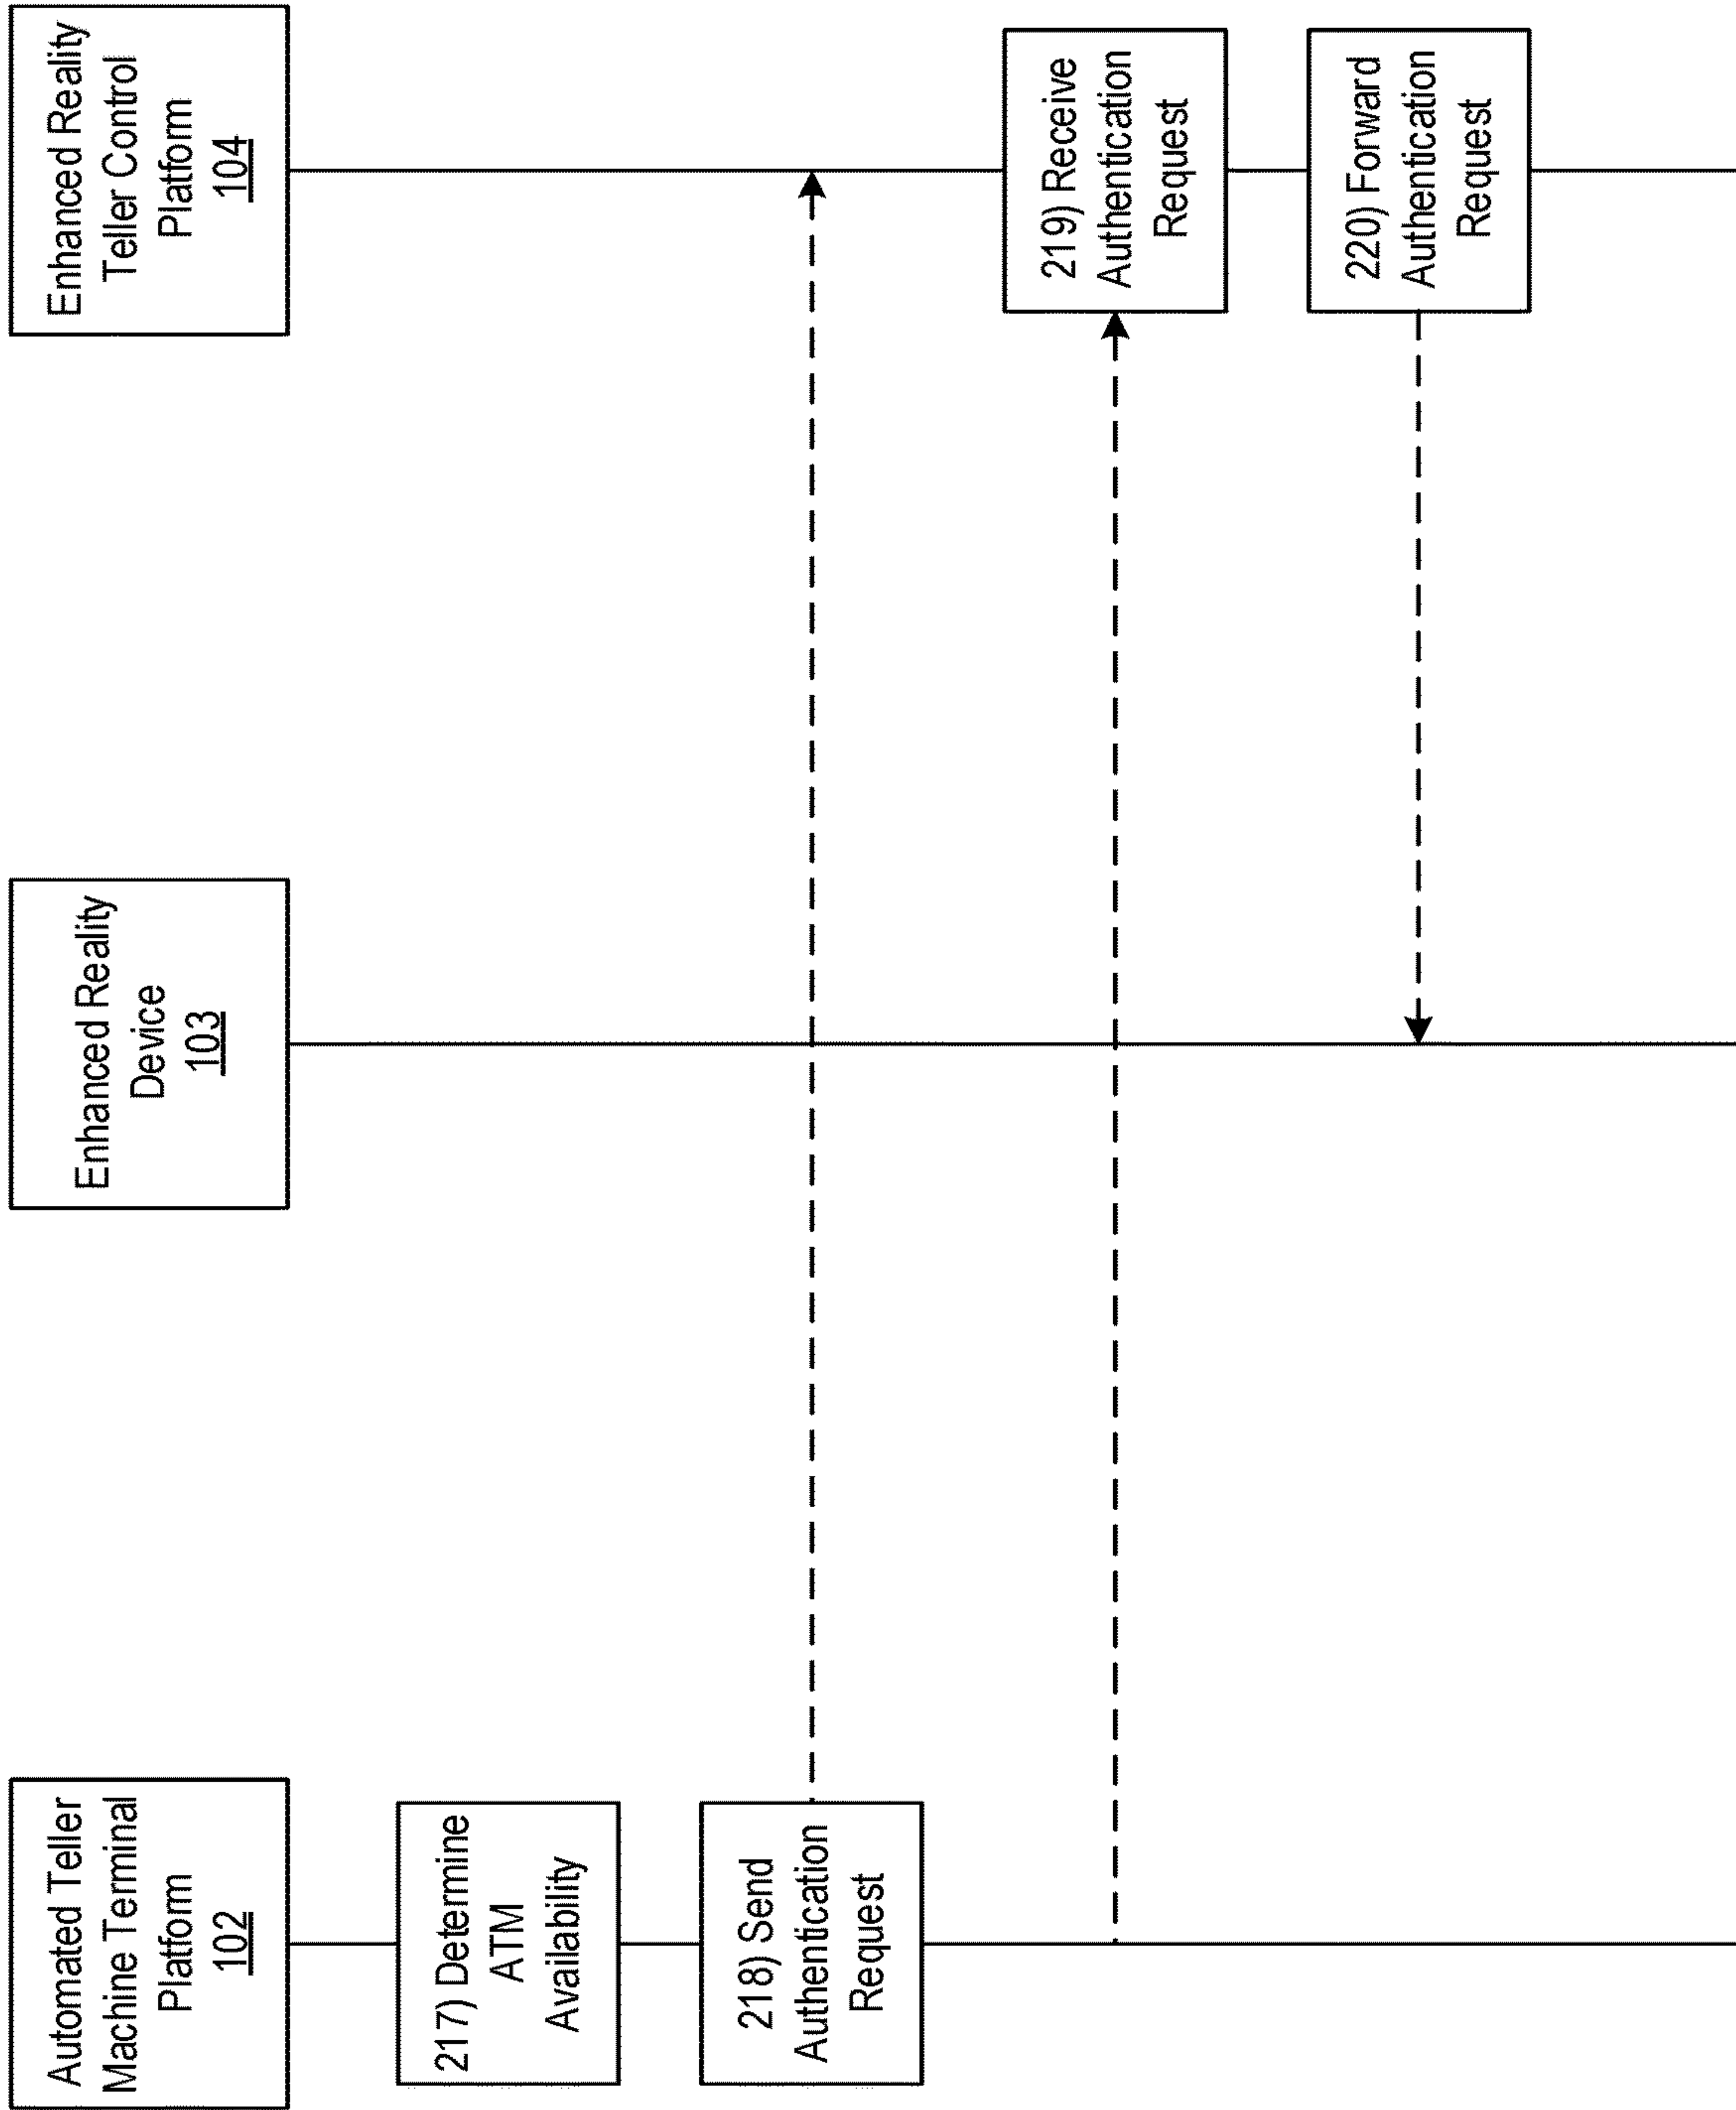 Automated Teller
Machine Terminal
Platform
102
Enhanced Reality
Device
103
Enhanced Reality
Teller Control
Platform
104
217) Determine
ATM
Availability
218) Send
Authentication
Request
219) Receive
Authentication
Request
220) Forward
Authentication
Request